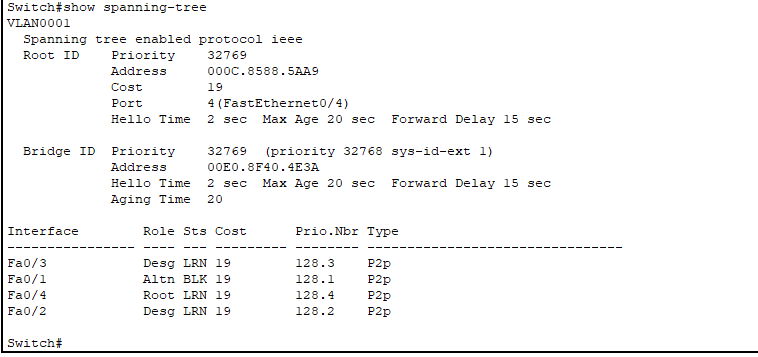 Switch#show spanning-tree
VLAN0001
  Spanning tree enabled protocol ieee
  Root ID    Priority    32769
             Address     000C.8588.5AA9
             Cost        19
             Port        4(FastEthernet0/4)
             Hello Time  2 sec  Max Age 20 sec  Forward Delay 15 sec

  Bridge ID  Priority    32769  (priority 32768 sys-id-ext 1)
             Address     00E0.8F40.4E3A
             Hello Time  2 sec  Max Age 20 sec  Forward Delay 15 sec
             Aging Time  20

Interface        Role Sts Cost      Prio.Nbr Type
---------------- ---- --- --------- -------- --------------------------------
Fa0/3            Desg LRN 19        128.3    P2p
Fa0/1            Altn BLK 19        128.1    P2p
Fa0/4            Root LRN 19        128.4    P2p
Fa0/2            Desg LRN 19        128.2    P2p

Switch#